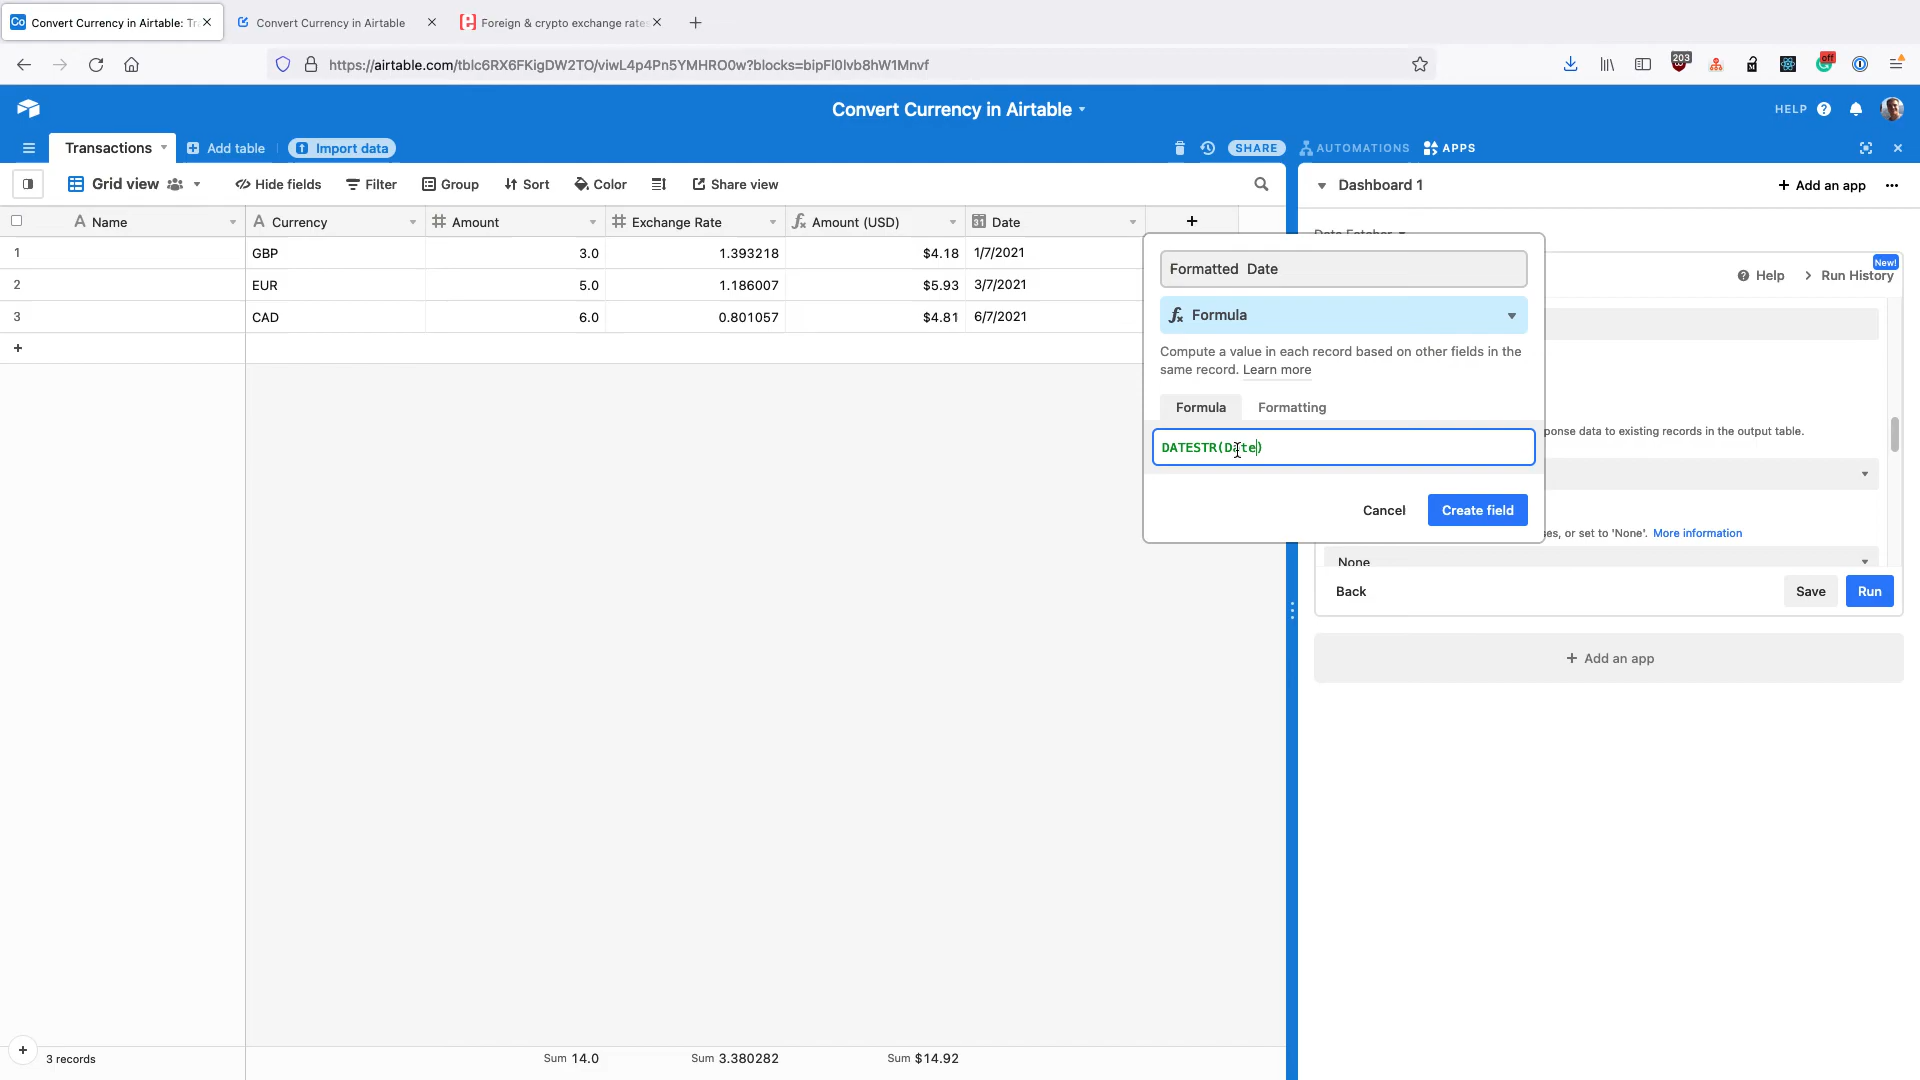 Co Convert Currency in Airtable: Tr
Convert Currency in Airtable
Foreign & crypto exchange rates
https://airtable.com/tblc6RX6FKigDW2TO/viwL4p4Pn5YMHRO0w?blocks=bipFl0lvb8hW1Mnvf
203
off
Convert Currency in Airtable
HELP
Transactions
Add table
Import data
SHARE
AUTOMATIONS
APPS
Grid view
Hide fields
Filter
Group
Sort
Color
Share view
Dashboard 1
+ Add an app
Name
Currency
Amount
Exchange Rate
Amount (USD)
Date
+
Data Fetcher
1 GBP 3.0 1.393218 $4.18 1/7/2021
2 EUR 5.0 1.186007 $5.93 3/7/2021
3 CAD 6.0 0.801057 $4.81 6/7/2021
+
Formatted Date
Formula
Compute a value in each record based on other fields in the
same record. Learn more
Formula Formatting
DATESTR(Date)
Cancel Create field
New!
Help
Run History
ponse data to existing records in the output table.
ses, or set to 'None'. More information
None
Back Save Run
+ Add an app
+ 3 records
Sum 14.0
Sum 3.380282
Sum $14.92